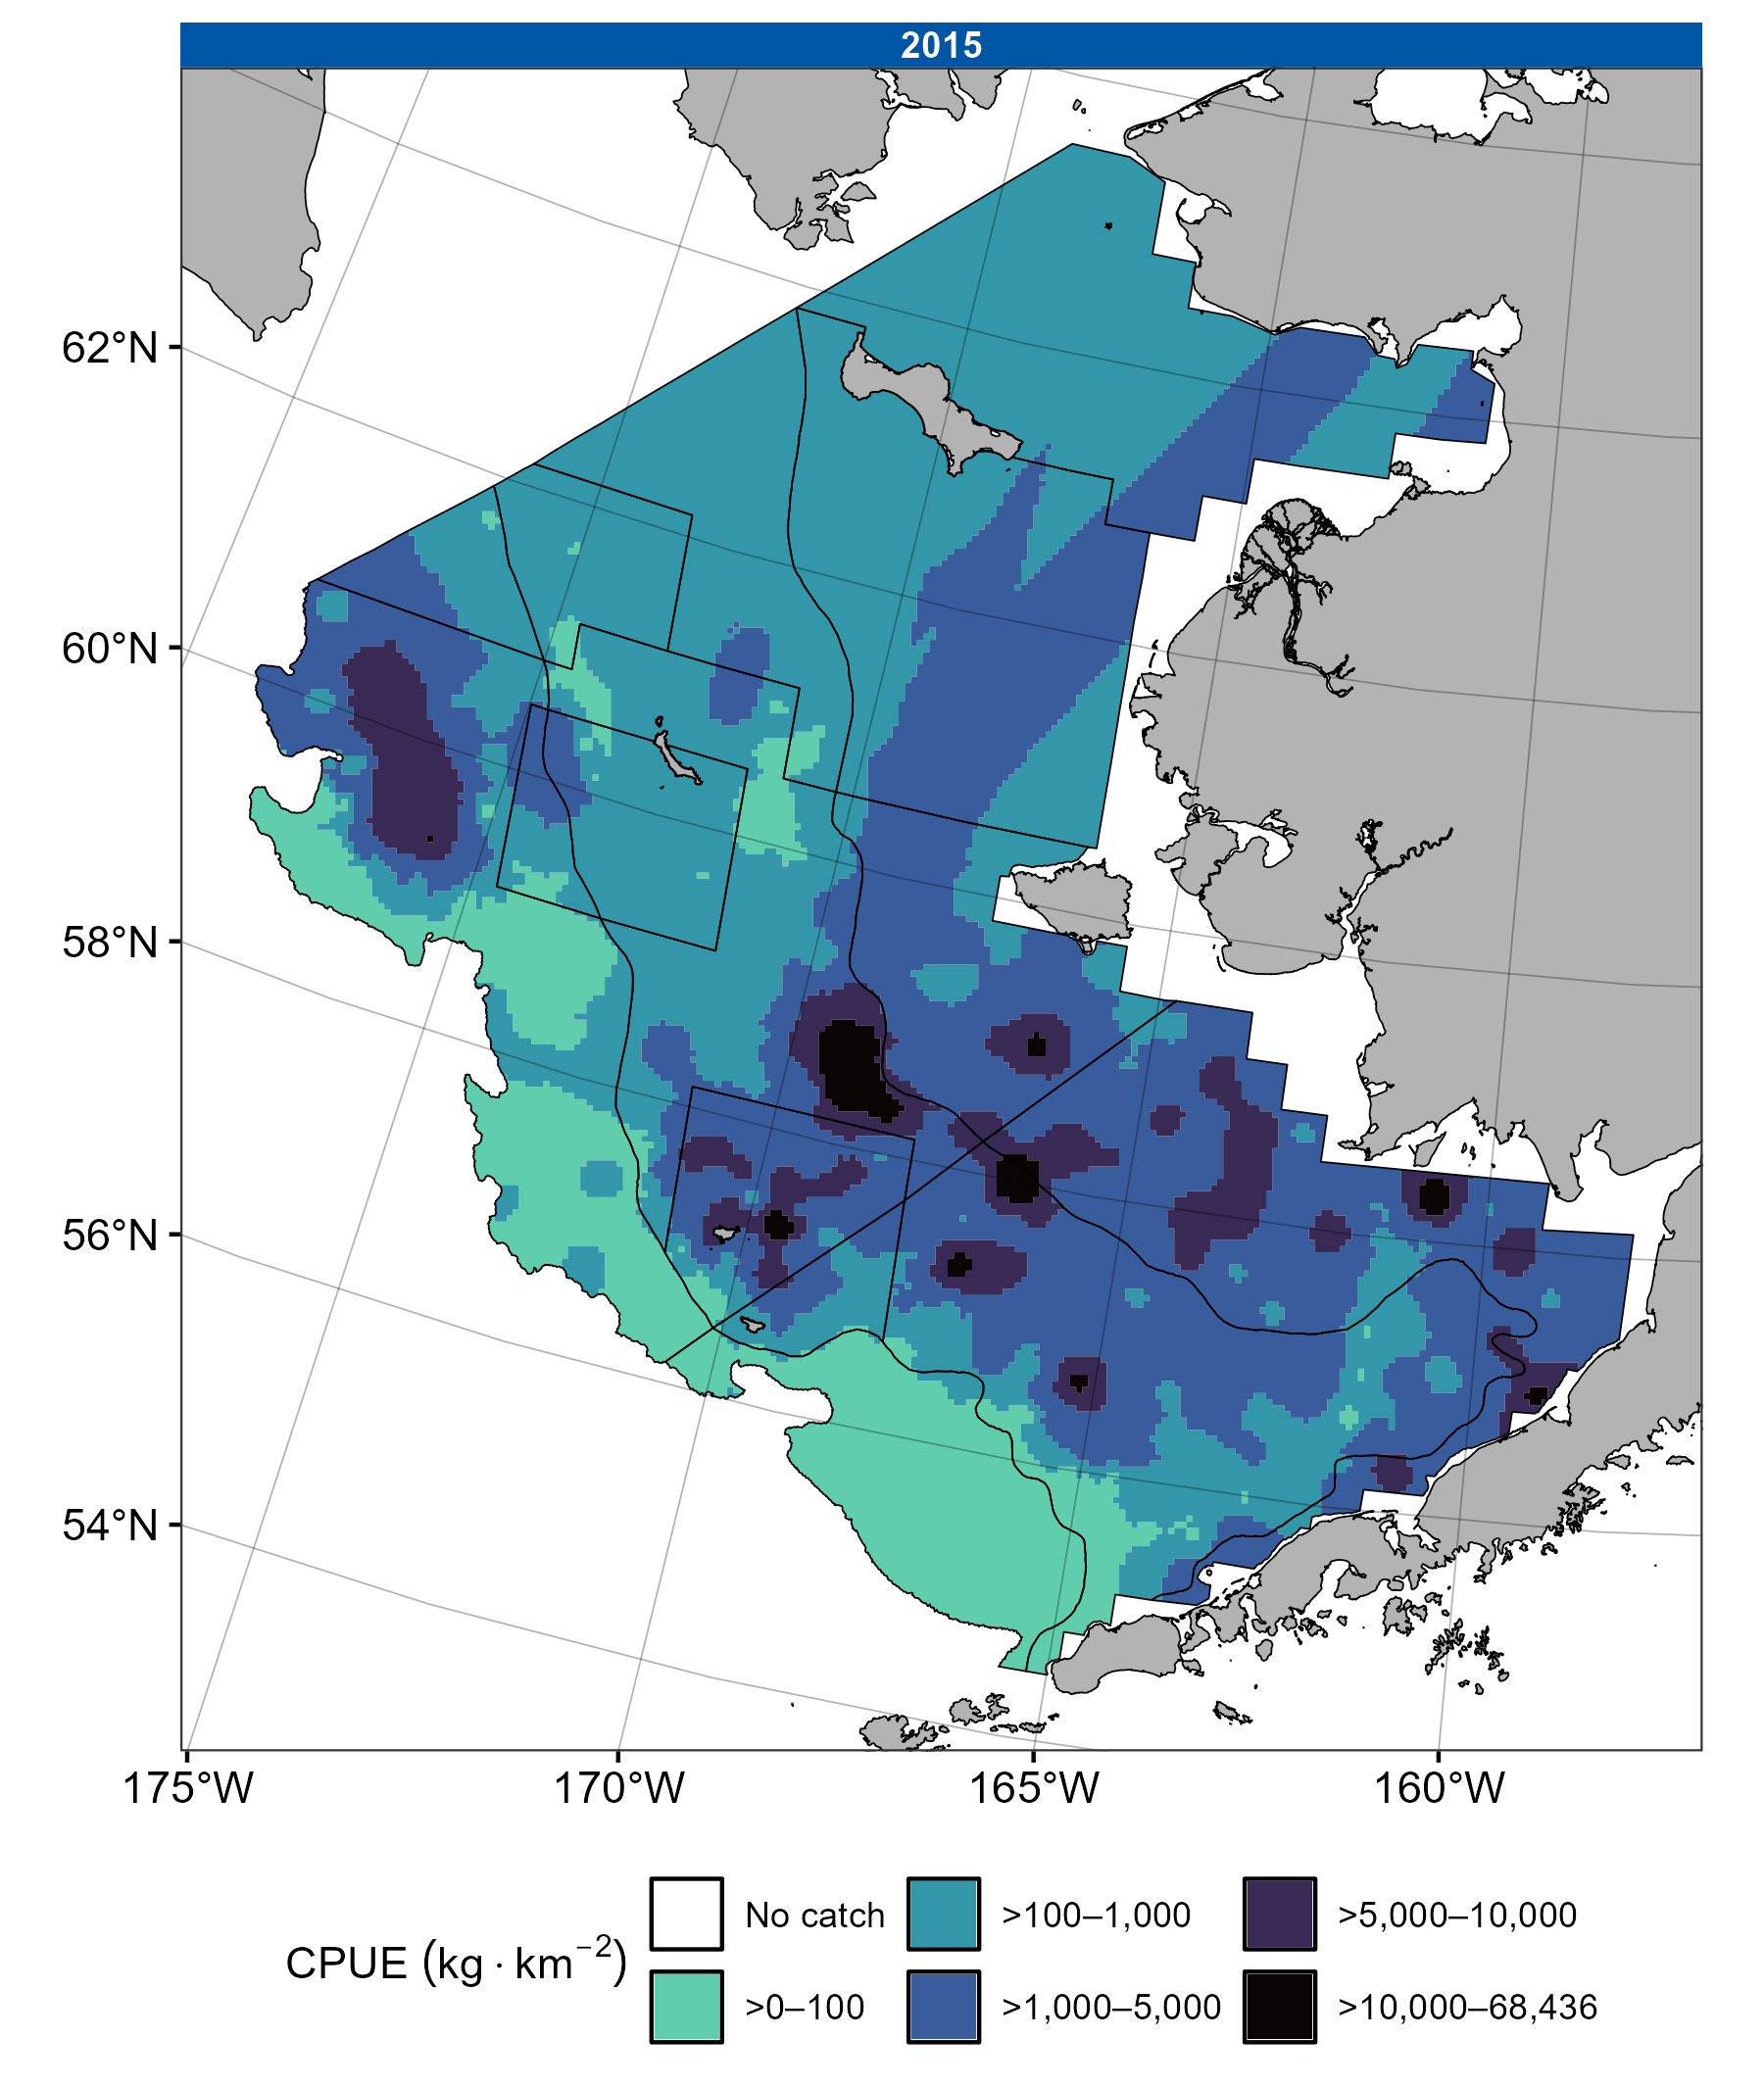 2015
62°N
60°N
58°N
56°N
54°N
175°W 170°W 165°W 160°W
No catch >100–1,000 >5,000–10,000
CPUE (kg · km⁻²)
>0–100 >1,000–5,000 >10,000–68,436